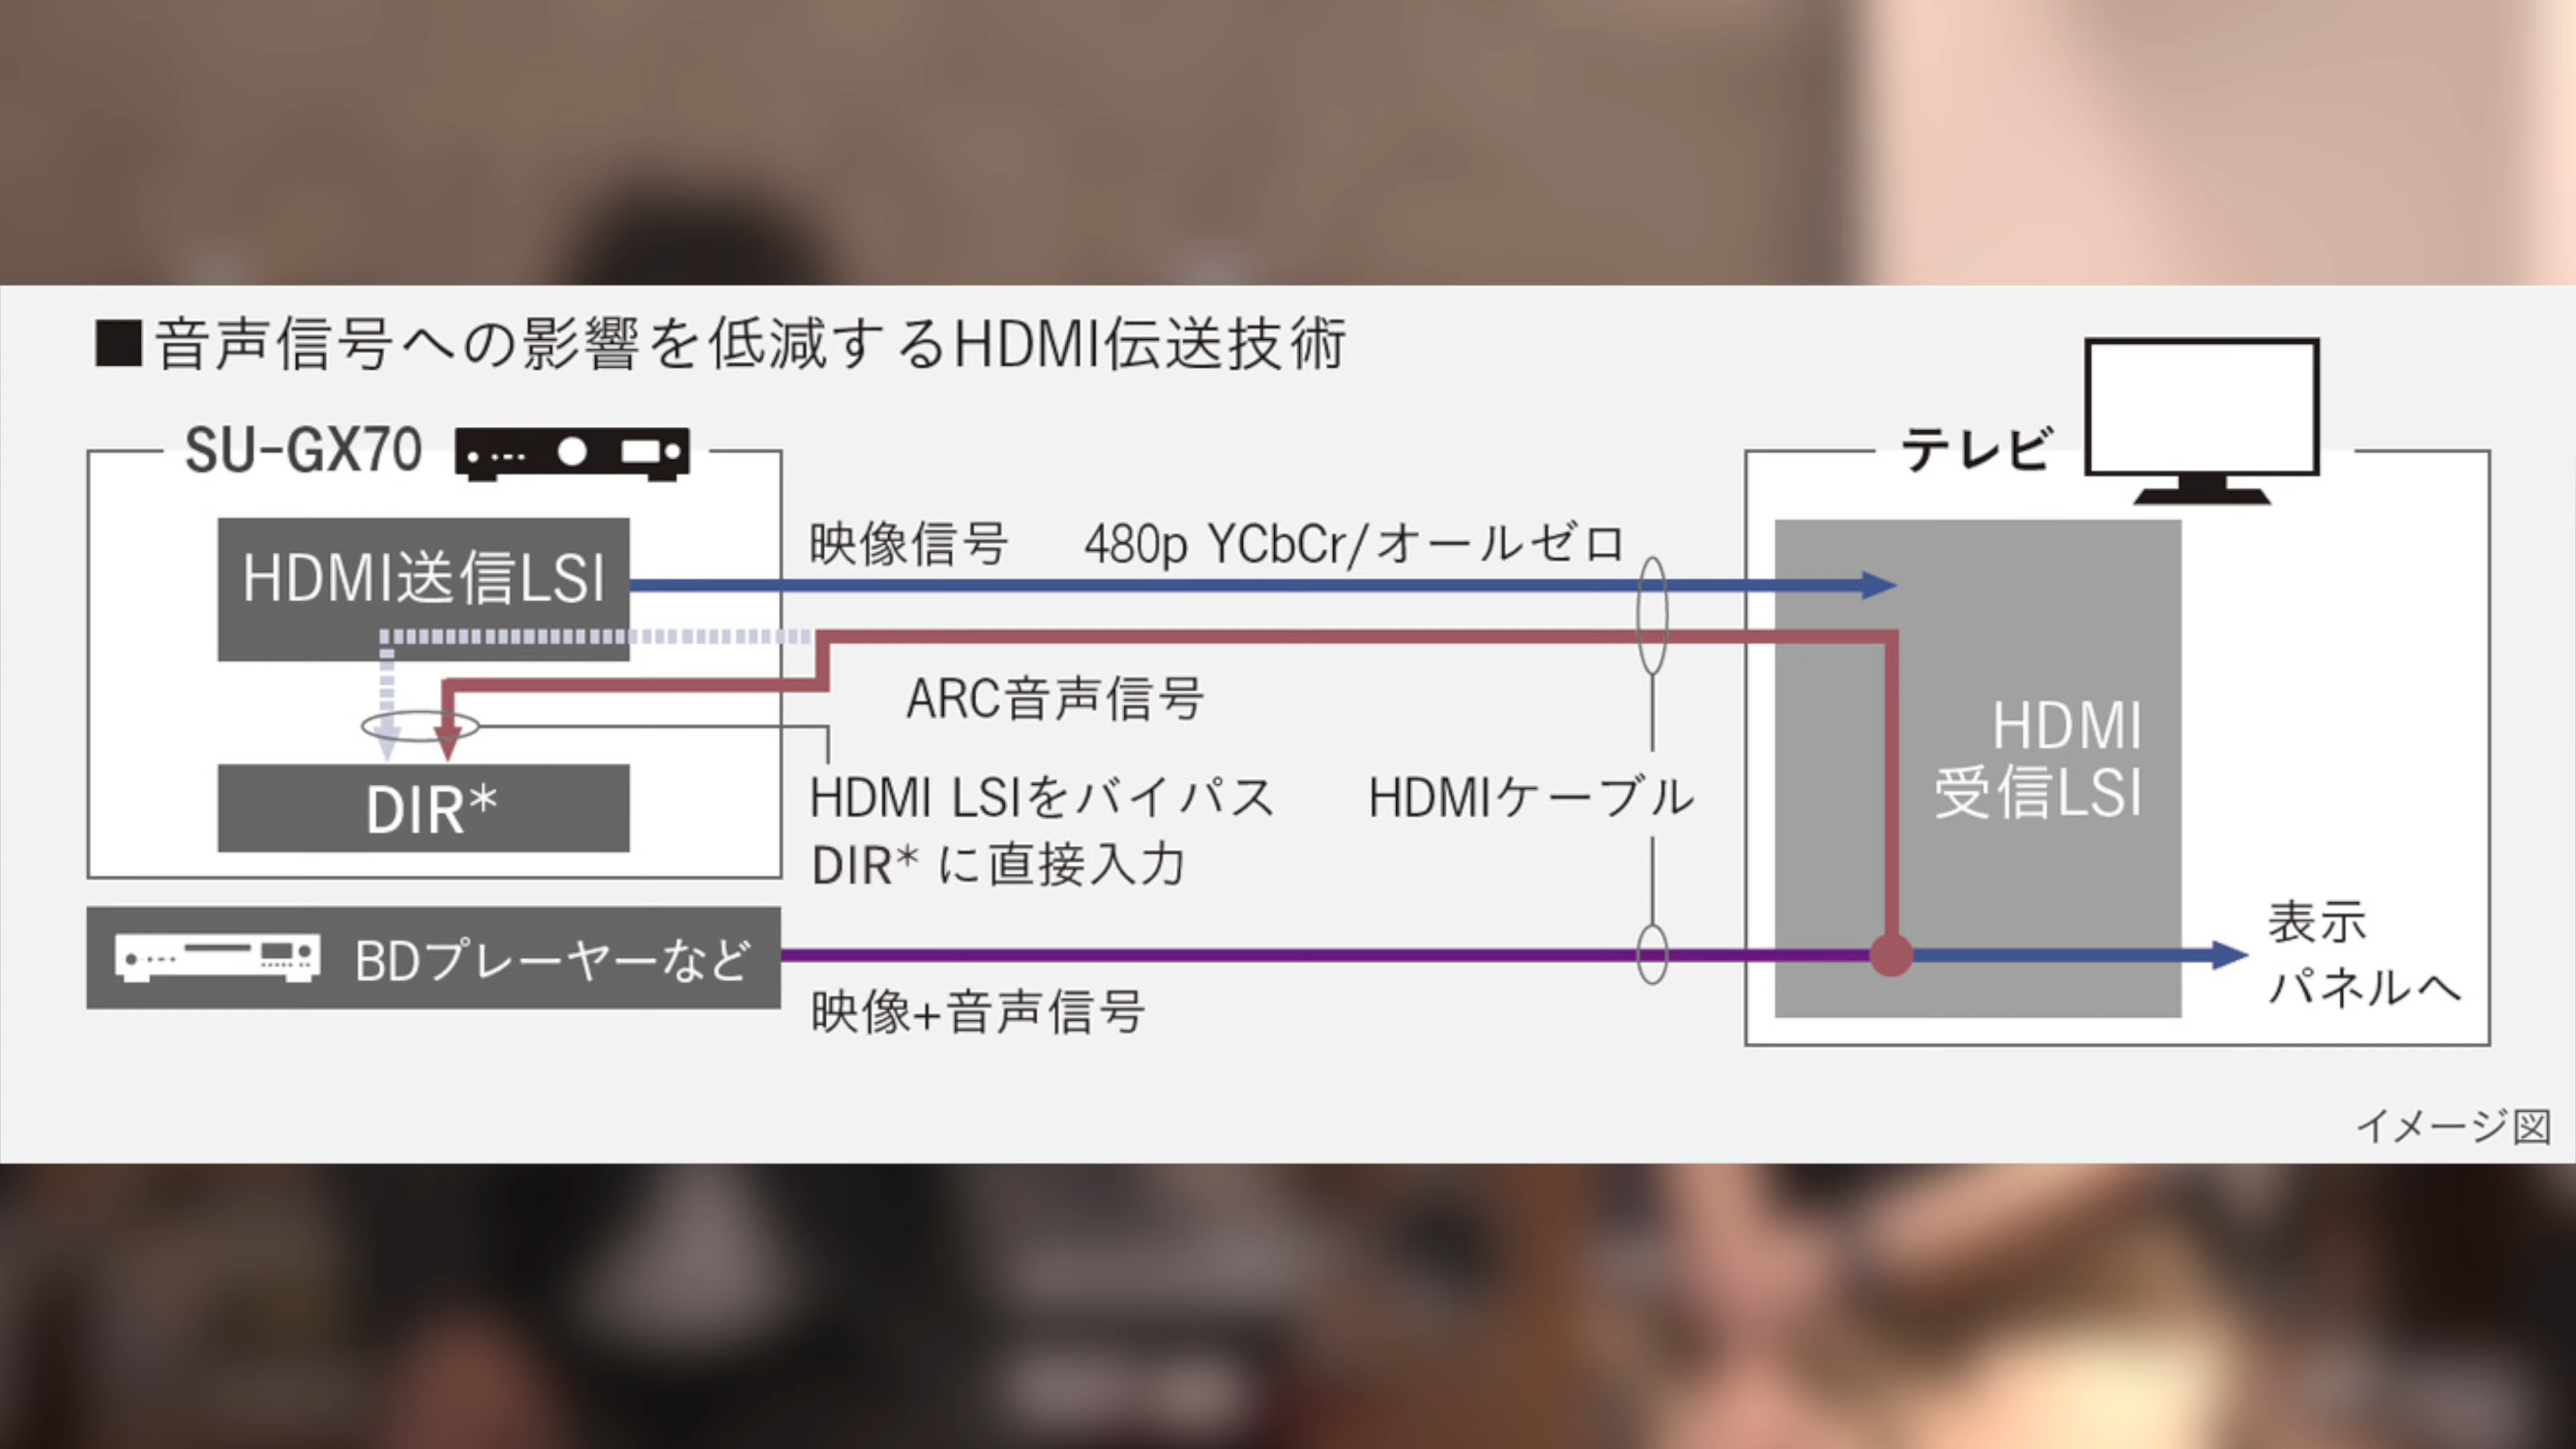 ■音声信号への影響を低減するHDMI伝送技術
SU-GX70
テレビ
HDMI送信LSI
映像信号 480p YCbCr/オールゼロ
ARC音声信号
HDMI
受信LSI
DIR*
HDMI LSIをバイパス
DIR* に直接入力
HDMIケーブル
BDプレーヤーなど
映像+音声信号
表示
パネルへ
イメージ図